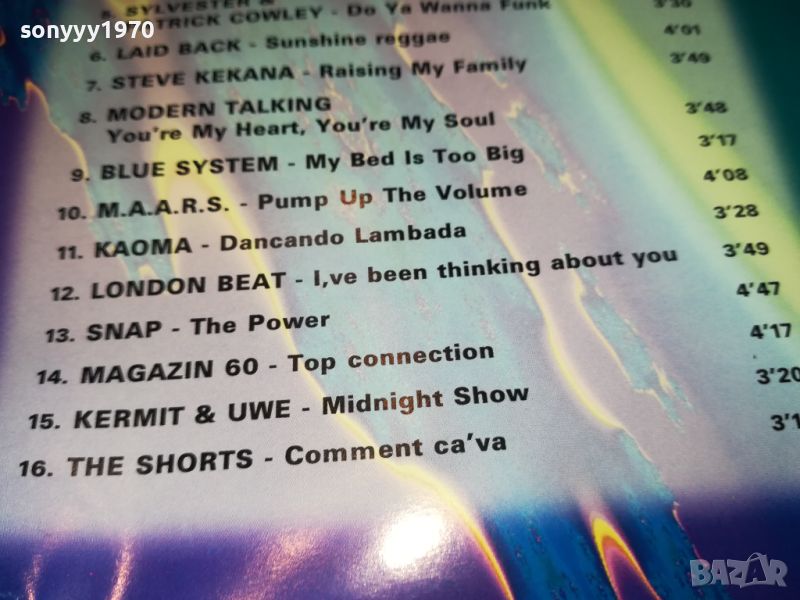 sonyyy1970
5. SYLVESTER &
PATRICK COWLEY - Do Ya Wanna Funk
6. LAID BACK - Sunshine reggae 4'01
7. STEVE KEKANA - Raising My Family 3'49
8. MODERN TALKING
You're My Heart, You're My Soul 3'48
9. BLUE SYSTEM - My Bed Is Too Big 3'17
10. M.A.A.R.S. - Pump Up The Volume 4'08
11. KAOMA - Dancando Lambada 3'28
12. LONDON BEAT - I,ve been thinking about you 3'49
13. SNAP - The Power 4'47
14. MAGAZIN 60 - Top connection 4'17
15. KERMIT & UWE - Midnight Show 3'20
16. THE SHORTS - Comment ca'va
BAZAR